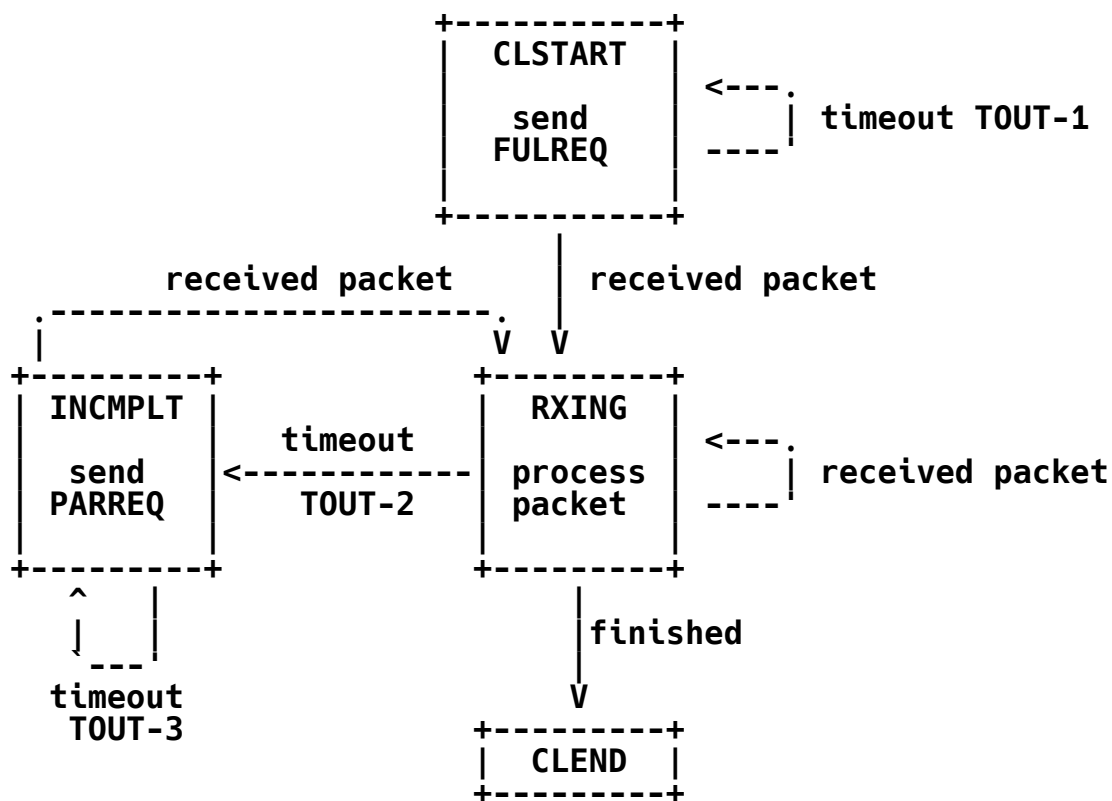 CLSTART
send
timeout TOUT-1
FULREQ
received packet
received packet
INCMPLT
RXING
timeout
send
process
received packet
PARREQ
TOUT-2
packet
finished
timeout
TOUT-3
CLEND